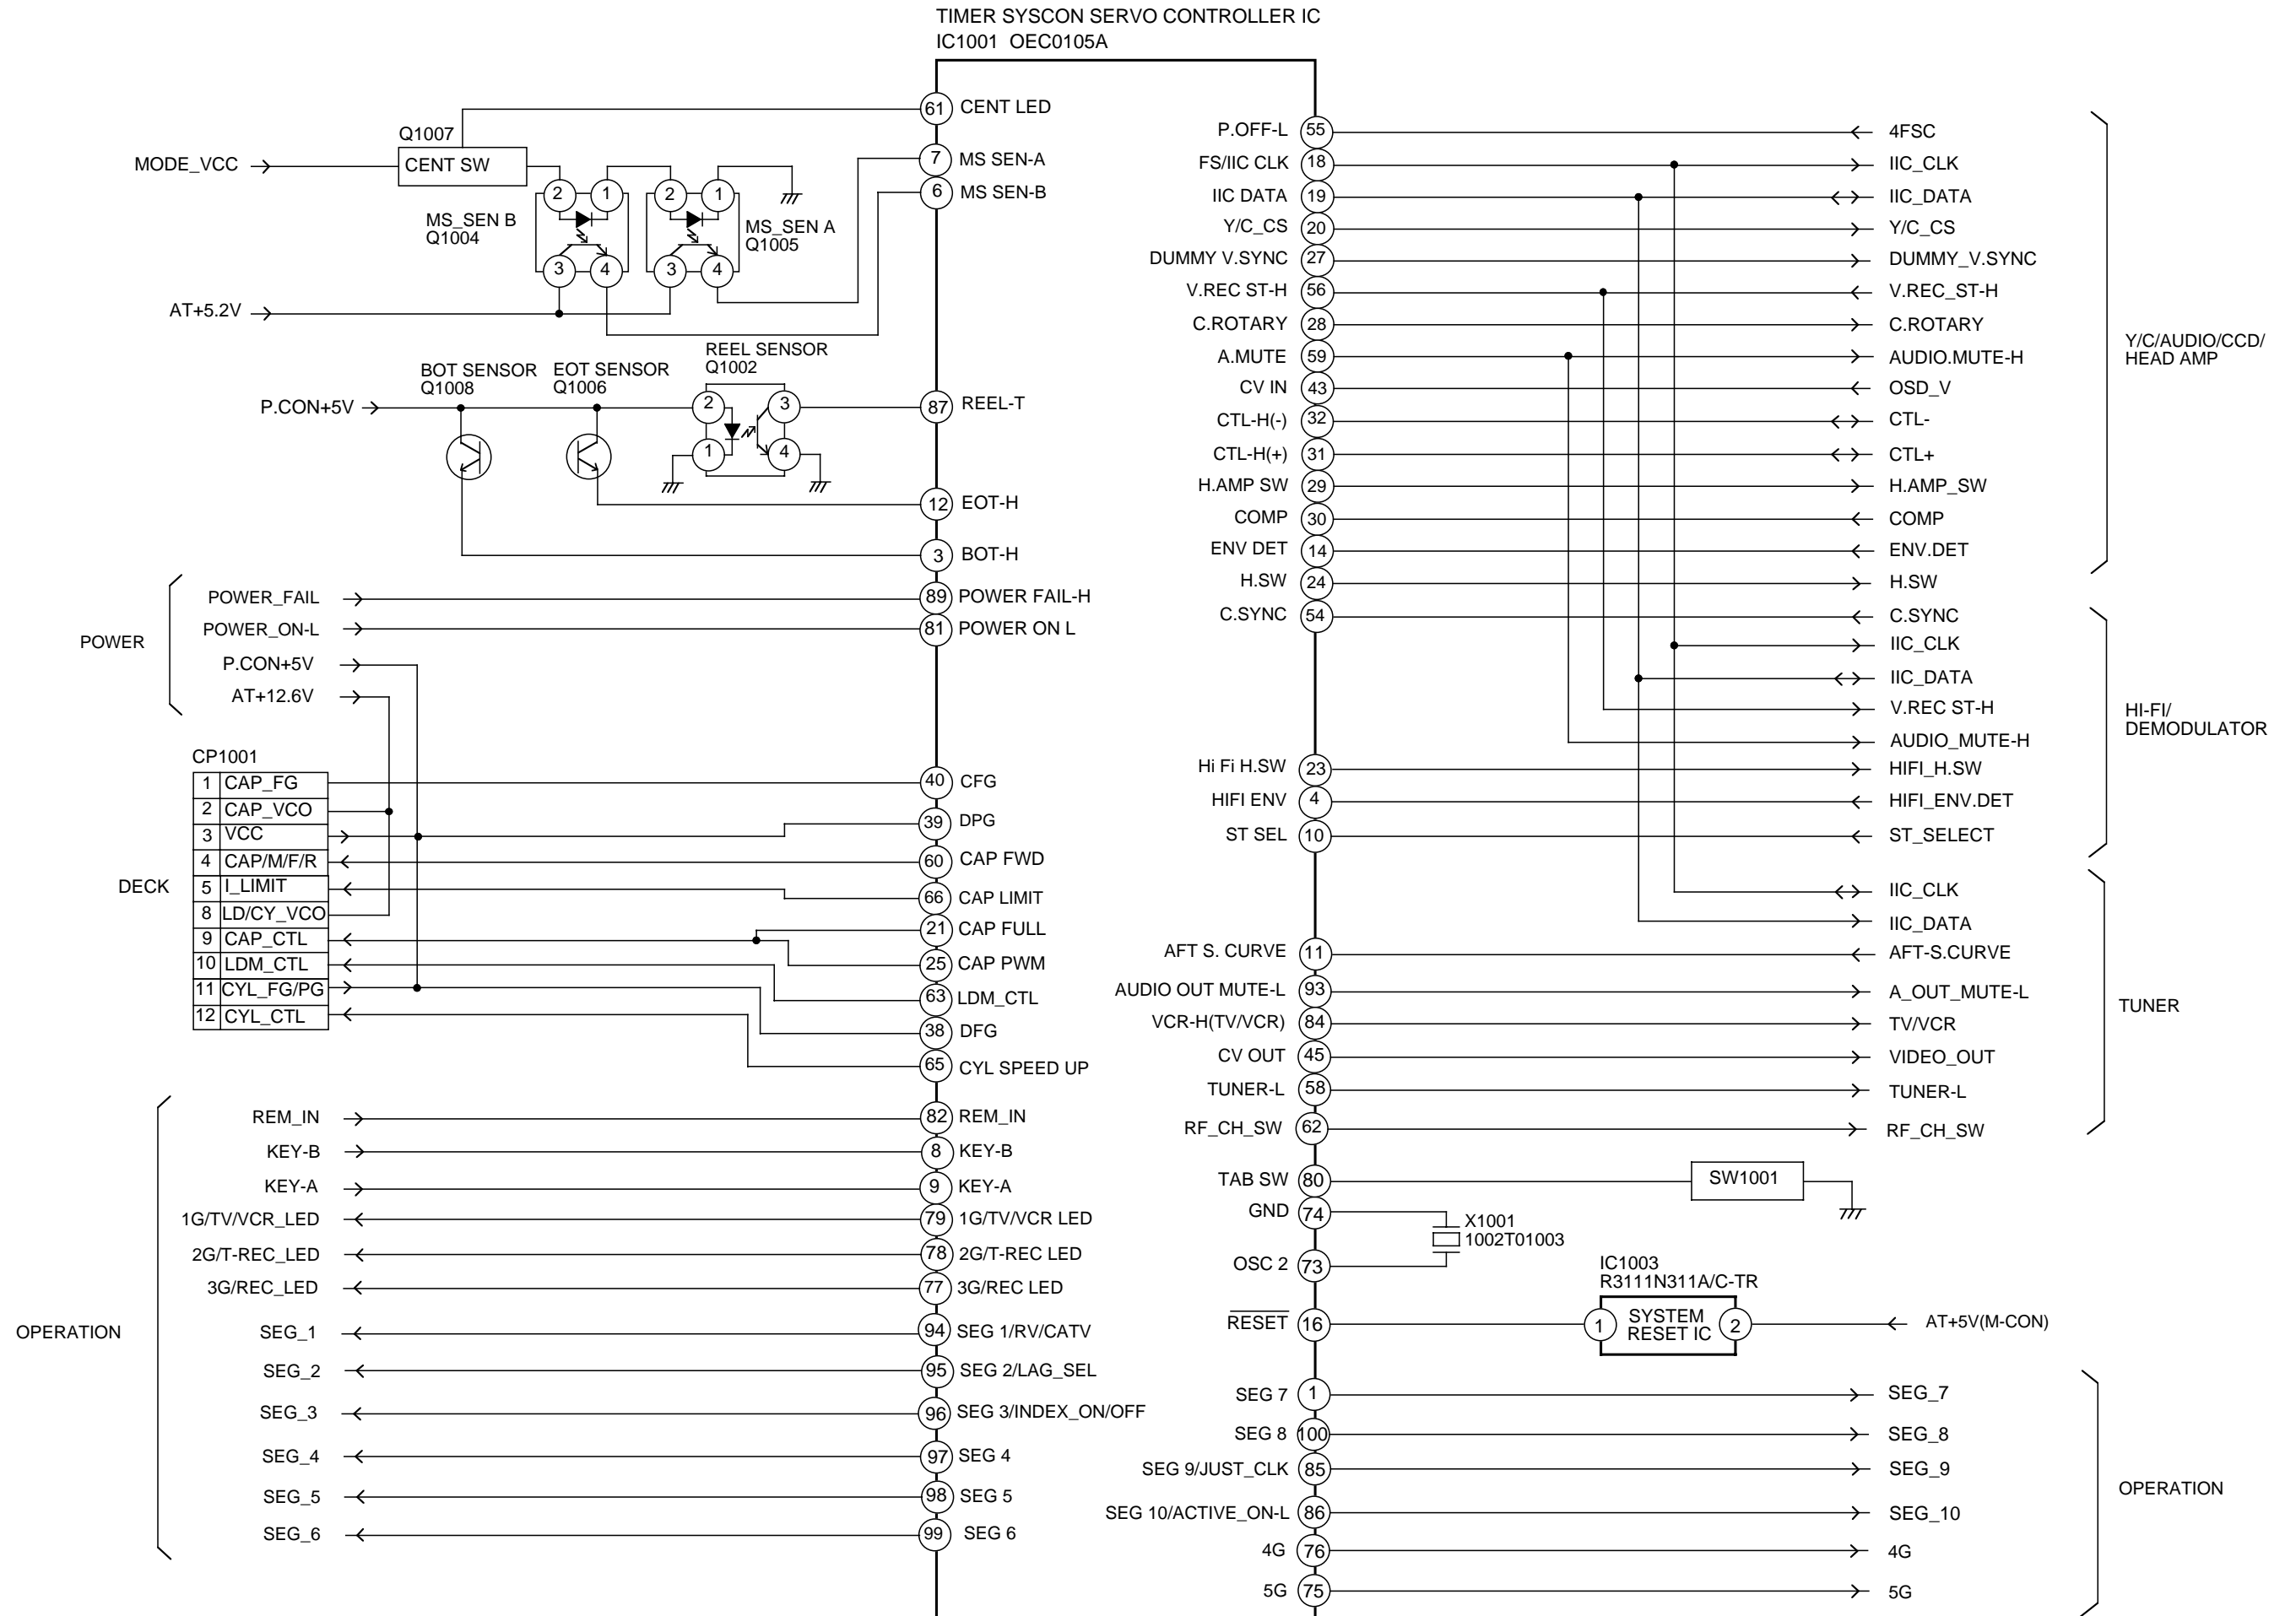 TIMER SYSCON SERVO CONTROLLER IC
IC1001 OEC0105A
61 CENT LED
Q1007
CENT SW
MODE_VCC
7 MS SEN-A
6 MS SEN-B
2 1 2 1
MS_SEN B
Q1004
MS_SEN A
Q1005
3 4 3 4
AT+5.2V
BOT SENSOR
Q1008
EOT SENSOR
Q1006
REEL SENSOR
Q1002
P.CON+5V
2 3
1 4
87 REEL-T
12 EOT-H
3 BOT-H
POWER
POWER_FAIL 89 POWER FAIL-H
POWER_ON-L 81 POWER ON L
P.CON+5V
AT+12.6V
DECK
CP1001
1 CAP_FG
2 CAP_VCO
3 VCC
4 CAP/M/F/R
5 I_LIMIT
8 LD/CY_VCO
9 CAP_CTL
10 LDM_CTL
11 CYL_FG/PG
12 CYL_CTL
40 CFG
39 DPG
60 CAP FWD
66 CAP LIMIT
21 CAP FULL
25 CAP PWM
63 LDM_CTL
38 DFG
65 CYL SPEED UP
OPERATION
REM_IN 82 REM_IN
KEY-B 8 KEY-B
KEY-A 9 KEY-A
1G/TV/VCR_LED 79 1G/TV/VCR LED
2G/T-REC_LED 78 2G/T-REC LED
3G/REC_LED 77 3G/REC LED
SEG_1 94 SEG 1/RV/CATV
SEG_2 95 SEG 2/LAG_SEL
SEG_3 96 SEG 3/INDEX_ON/OFF
SEG_4 97 SEG 4
SEG_5 98 SEG 5
SEG_6 99 SEG 6
P.OFF-L 55 4FSC
FS/IIC CLK 18 IIC_CLK
IIC DATA 19 IIC_DATA
Y/C_CS 20 Y/C_CS
DUMMY V.SYNC 27 DUMMY_V.SYNC
V.REC ST-H 56 V.REC_ST-H
C.ROTARY 28 C.ROTARY
A.MUTE 59 AUDIO.MUTE-H
CV IN 43 OSD_V
CTL-H(-) 32 CTL-
CTL-H(+) 31 CTL+
H.AMP SW 29 H.AMP_SW
COMP 30 COMP
ENV DET 14 ENV.DET
H.SW 24 H.SW
Y/C/AUDIO/CCD/
HEAD AMP
C.SYNC 54 C.SYNC
IIC_CLK
IIC_DATA
V.REC ST-H
AUDIO_MUTE-H
Hi Fi H.SW 23 HIFI_H.SW
HIFI ENV 4 HIFI_ENV.DET
ST SEL 10 ST_SELECT
HI-FI/
DEMODULATOR
IIC_CLK
IIC_DATA
AFT S. CURVE 11 AFT-S.CURVE
AUDIO OUT MUTE-L 93 A_OUT_MUTE-L
VCR-H(TV/VCR) 84 TV/VCR
CV OUT 45 VIDEO_OUT
TUNER-L 58 TUNER-L
RF_CH_SW 62 RF_CH_SW
TUNER
TAB SW 80 SW1001
GND 74
X1001
1002T01003
OSC 2 73
IC1003
R3111N311A/C-TR
RESET 16 1 SYSTEM
RESET IC 2 AT+5V(M-CON)
SEG 7 1 SEG_7
SEG 8 100 SEG_8
SEG 9/JUST_CLK 85 SEG_9
SEG 10/ACTIVE_ON-L 86 SEG_10
4G 76 4G
5G 75 5G
OPERATION